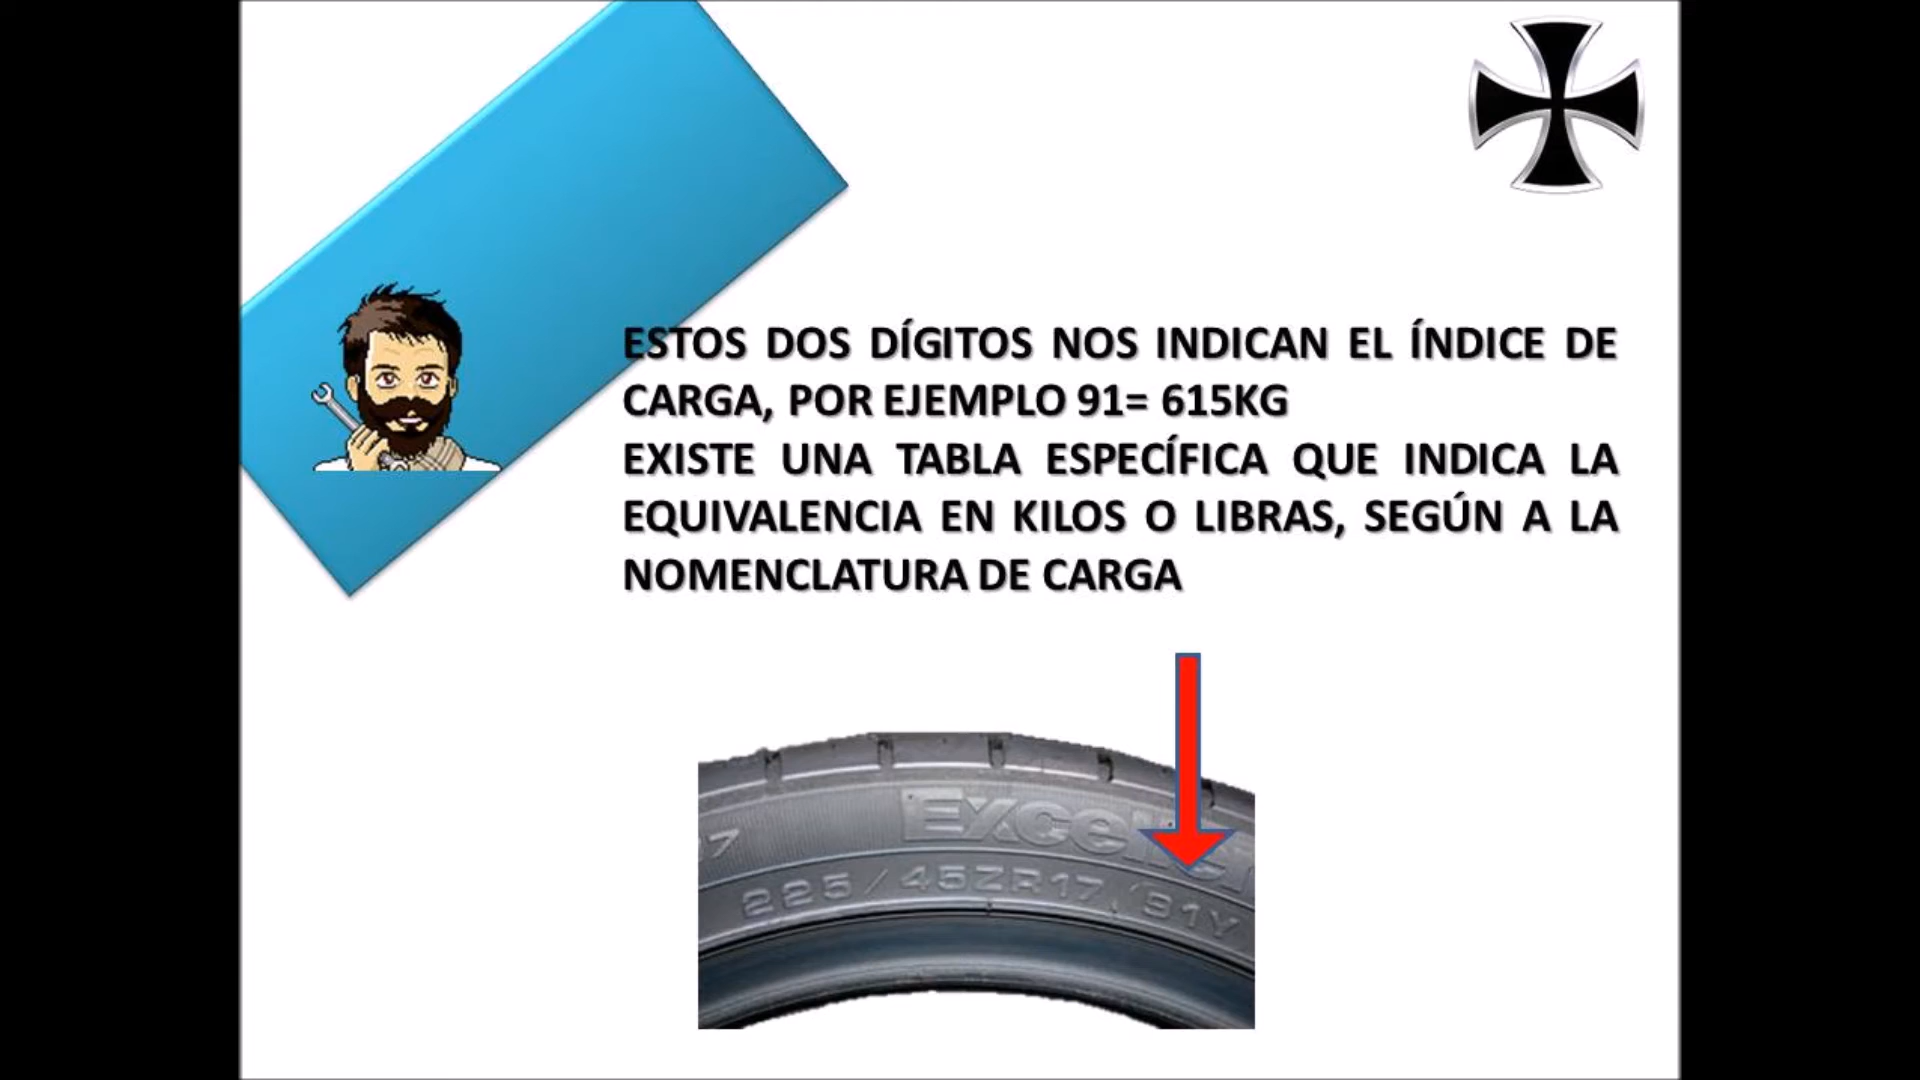 ESTOS DOS DÍGITOS NOS INDICAN EL ÍNDICE DE
CARGA, POR EJEMPLO 91= 615KG
EXISTE UNA TABLA ESPECÍFICA QUE INDICA LA
EQUIVALENCIA EN KILOS O LIBRAS, SEGÚN A LA
NOMENCLATURA DE CARGA
225/45ZR17 91Y